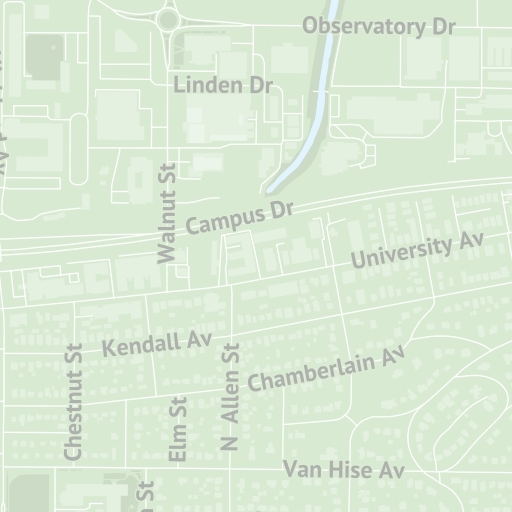 Observatory Dr
Linden Dr
Walnut St
Campus Dr
University Av
Kendall Av
Chamberlain Av
Chestnut St
Elm St
N Allen St
Van Hise Av
St